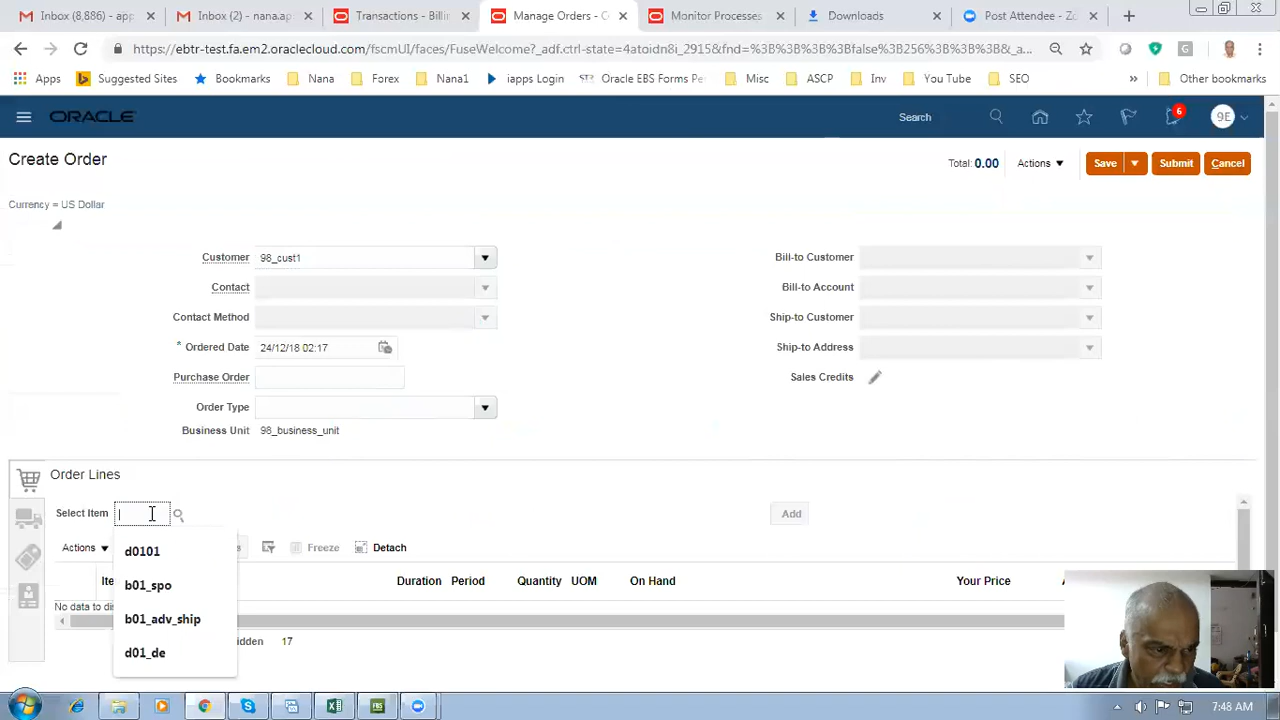 Inbox (8,886) - app
Inbox (2) - nana.ap
Transactions - Billin
Manage Orders - C
Monitor Processes
Downloads
Post Attendee - Zo
https://ebtr-test.fa.em2.oraclecloud.com/fscmUI/faces/FuseWelcome?_adf.ctrl-state=4atoidn8i_2915&fnd=%3B%3B%3B%3Bfalse%3B256%3B%3B%3B&_a...
Apps
Suggested Sites
Bookmarks
Nana
Forex
Nana1
iapps Login
Oracle EBS Forms Pe
Misc
ASCP
Inv
You Tube
SEO
»
Other bookmarks
ORACLE
Search
6
9E
Create Order
Total: 0.00
Actions
Save
Submit
Cancel
Currency = US Dollar
Customer 98_cust1
Bill-to Customer
Contact
Bill-to Account
Contact Method
Ship-to Customer
* Ordered Date 24/12/18 02:17
Ship-to Address
Purchase Order
Sales Credits
Order Type
Business Unit 98_business_unit
Order Lines
Select Item
Add
d0101
Actions
Freeze
Detach
b01_spo
Duration Period Quantity UOM On Hand Your Price
No data to di
b01_adv_ship
idden 17
d01_de
7:48 AM